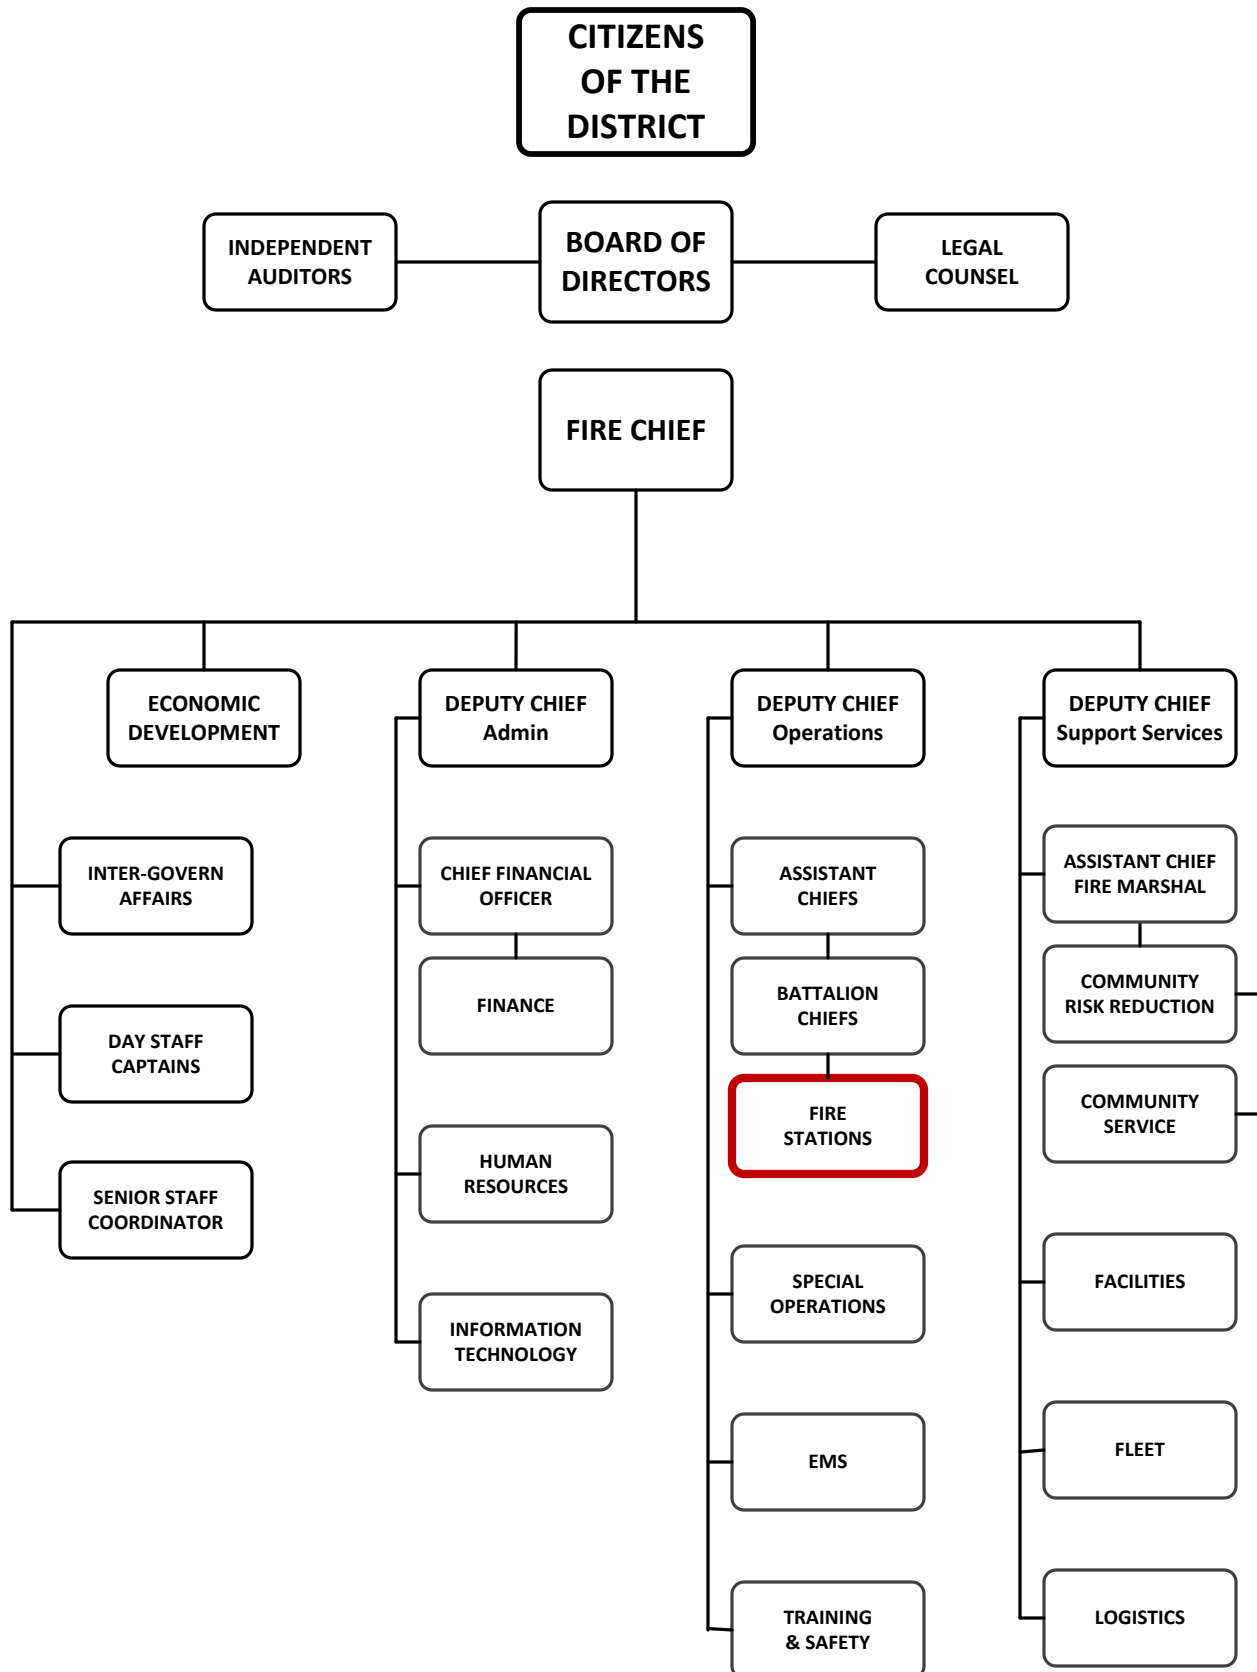 CITIZENS
OF THE
DISTRICT
INDEPENDENT
AUDITORS
BOARD OF
DIRECTORS
LEGAL
COUNSEL
FIRE CHIEF
ECONOMIC
DEVELOPMENT
DEPUTY CHIEF
Admin
DEPUTY CHIEF
Operations
DEPUTY CHIEF
Support Services
INTER-GOVERN
AFFAIRS
CHIEF FINANCIAL
OFFICER
ASSISTANT
CHIEFS
ASSISTANT CHIEF
FIRE MARSHAL
FINANCE
BATTALION
CHIEFS
COMMUNITY
RISK REDUCTION
DAY STAFF
CAPTAINS
FIRE
STATIONS
COMMUNITY
SERVICE
SENIOR STAFF
COORDINATOR
HUMAN
RESOURCES
SPECIAL
OPERATIONS
FACILITIES
INFORMATION
TECHNOLOGY
EMS
FLEET
TRAINING
& SAFETY
LOGISTICS